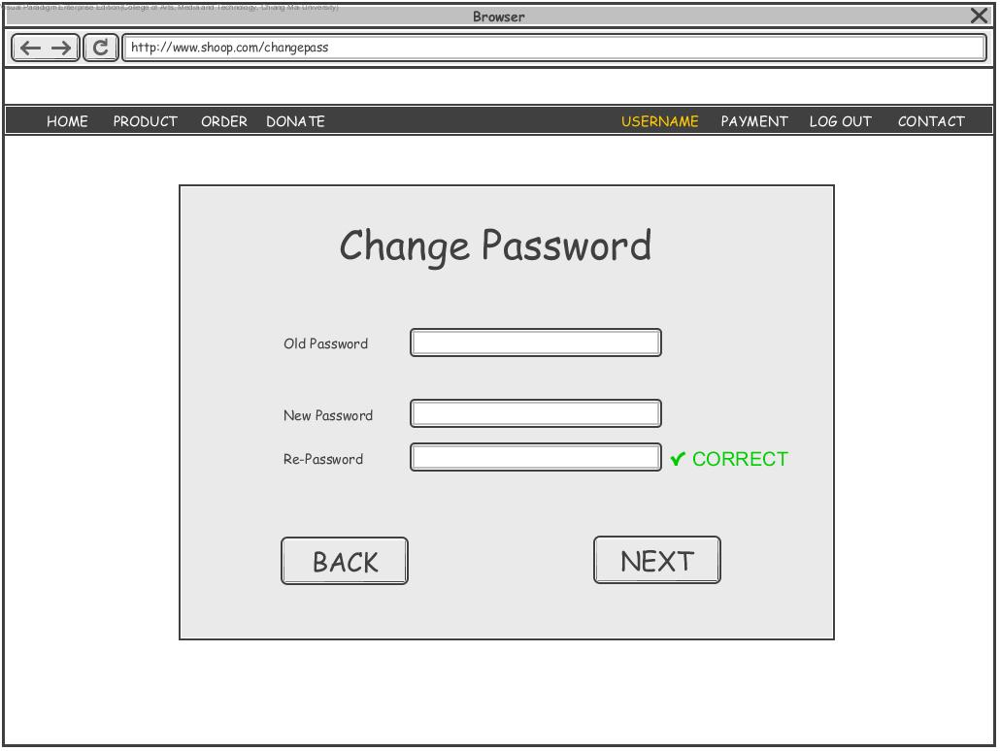 Visual Paradigm Enterprise Edition(College of Arts, Media and Technology, Chiang Mai University)
Browser
http://www.shoop.com/changepass
HOME PRODUCT ORDER DONATE USERNAME PAYMENT LOG OUT CONTACT
Change Password
Old Password
New Password
Re-Password CORRECT
BACK NEXT